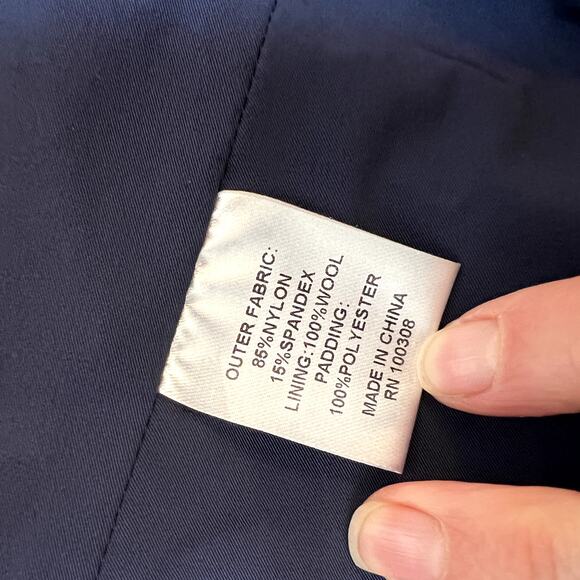 OUTER FABRIC:
85%NYLON
15%SPANDEX
LINING:100%WOOL
PADDING:
100%POLYESTER
MADE IN CHINA
RN 100308